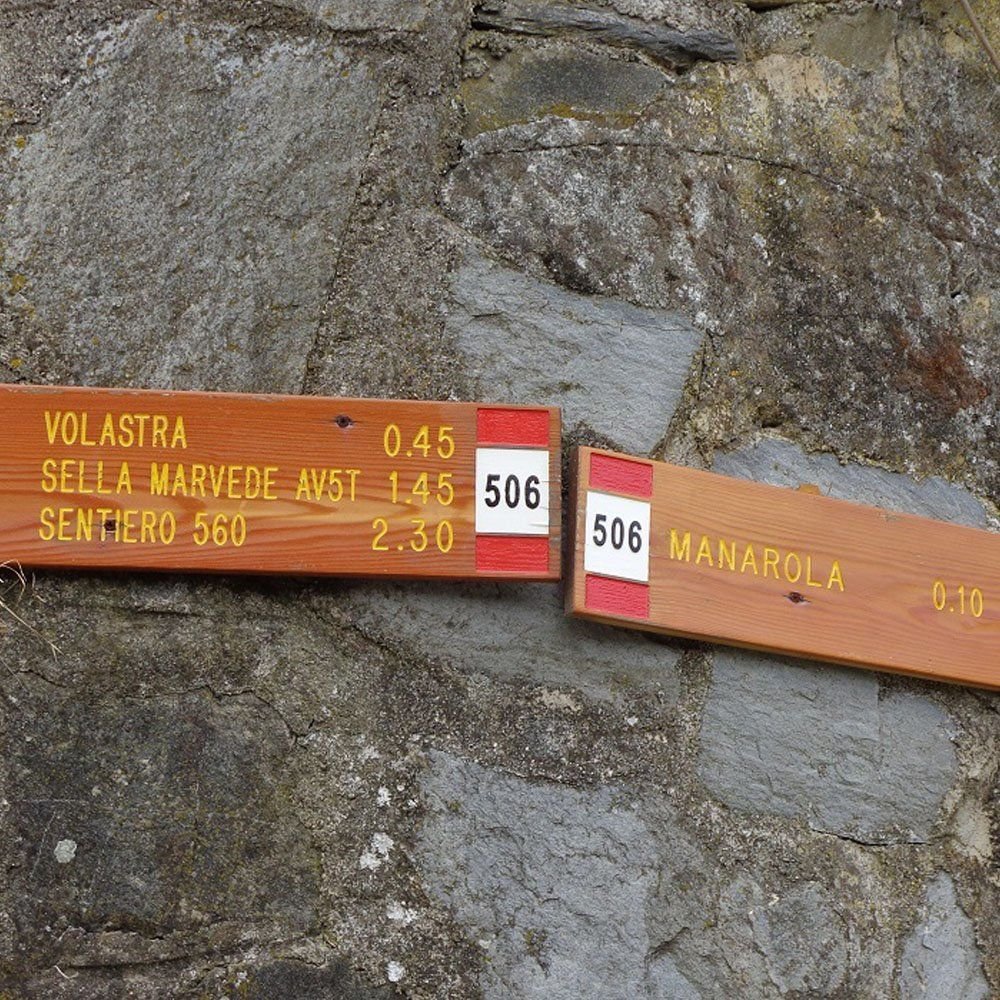 VOLASTRA 0.45
SELLA MARVEDE AV5T 1.45
SENTIERO 560 2.30
506
506
MANAROLA 0.10